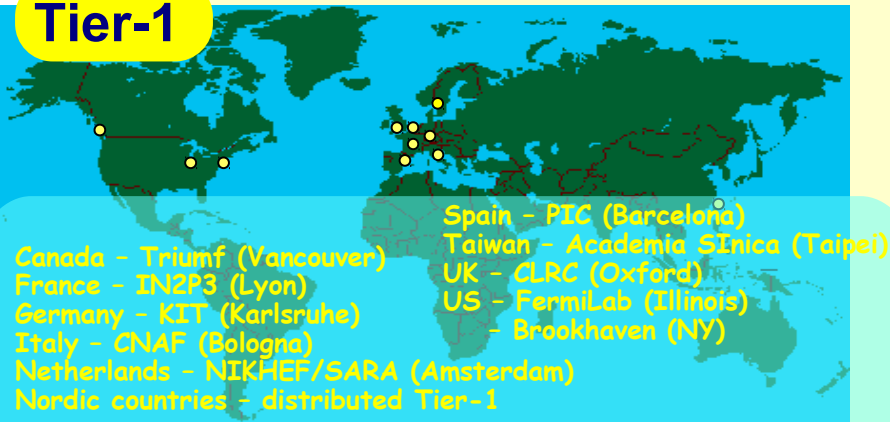 Tier-1
Canada – Triumf (Vancouver)
France – IN2P3 (Lyon)
Germany – KIT (Karlsruhe)
Italy – CNAF (Bologna)
Netherlands – NIKHEF/SARA (Amsterdam)
Nordic countries – distributed Tier-1
Spain – PIC (Barcelona)
Taiwan – Academia SInica (Taipei)
UK – CLRC (Oxford)
US – FermiLab (Illinois)
– Brookhaven (NY)